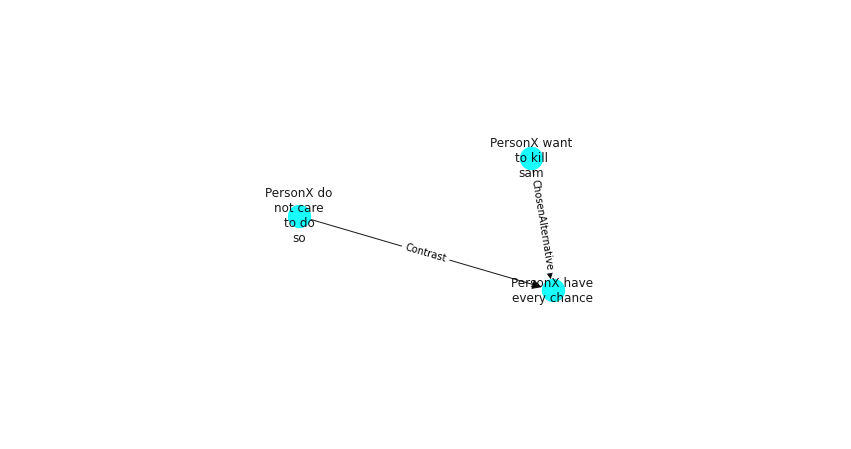 PersonX want
to kill
sam
PersonX do
not care
to do
so
ChosenAlternative
Contrast
PersonX have
every chance